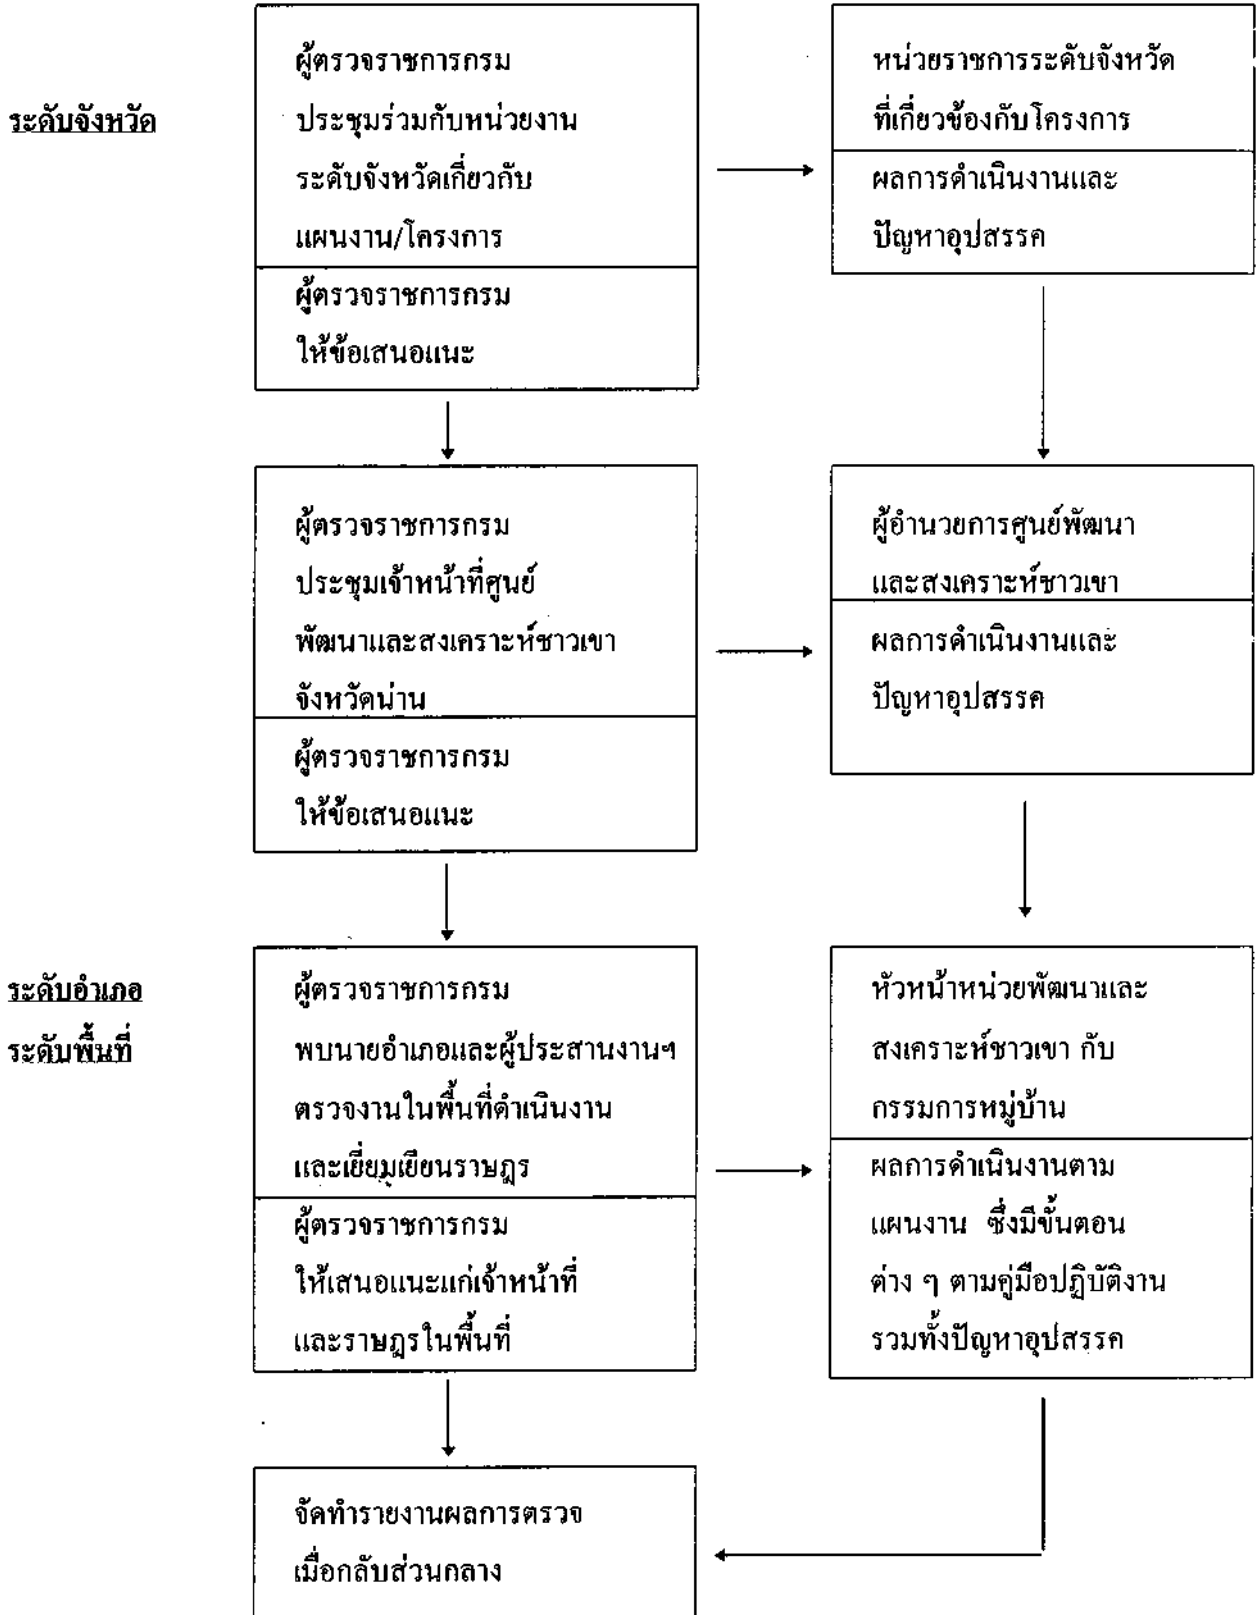 ระดับจังหวัด
ผู้ตรวจราชการกรม
ประชุมร่วมกับหน่วยงาน
ระดับจังหวัดเกี่ยวกับ
แผนงาน/โครงการ
ผู้ตรวจราชการกรม
ให้ข้อเสนอแนะ
หน่วยราชการระดับจังหวัด
ที่เกี่ยวข้องกับโครงการ
ผลการดำเนินงานและ
ปัญหาอุปสรรค
ผู้ตรวจราชการกรม
ประชุมเจ้าหน้าที่ศูนย์
พัฒนาและสงเคราะห์ชาวเขา
จังหวัดน่าน
ผู้ตรวจราชการกรม
ให้ข้อเสนอแนะ
ผู้อำนวยการศูนย์พัฒนา
และสงเคราะห์ชาวเขา
ผลการดำเนินงานและ
ปัญหาอุปสรรค
ระดับอำเภอ
ระดับพื้นที่
ผู้ตรวจราชการกรม
พบนายอำเภอและผู้ประสานงานฯ
ตรวจงานในพื้นที่ดำเนินงาน
และเยี่ยมเยียนราษฎร
ผู้ตรวจราชการกรม
ให้เสนอแนะแก่เจ้าหน้าที่
และราษฎรในพื้นที่
หัวหน้าหน่วยพัฒนาและ
สงเคราะห์ชาวเขา กับ
กรรมการหมู่บ้าน
ผลการดำเนินงานตาม
แผนงาน ซึ่งมีขั้นตอน
ต่าง ๆ ตามคู่มือปฏิบัติงาน
รวมทั้งปัญหาอุปสรรค
จัดทำรายงานผลการตรวจ
เมื่อกลับส่วนกลาง